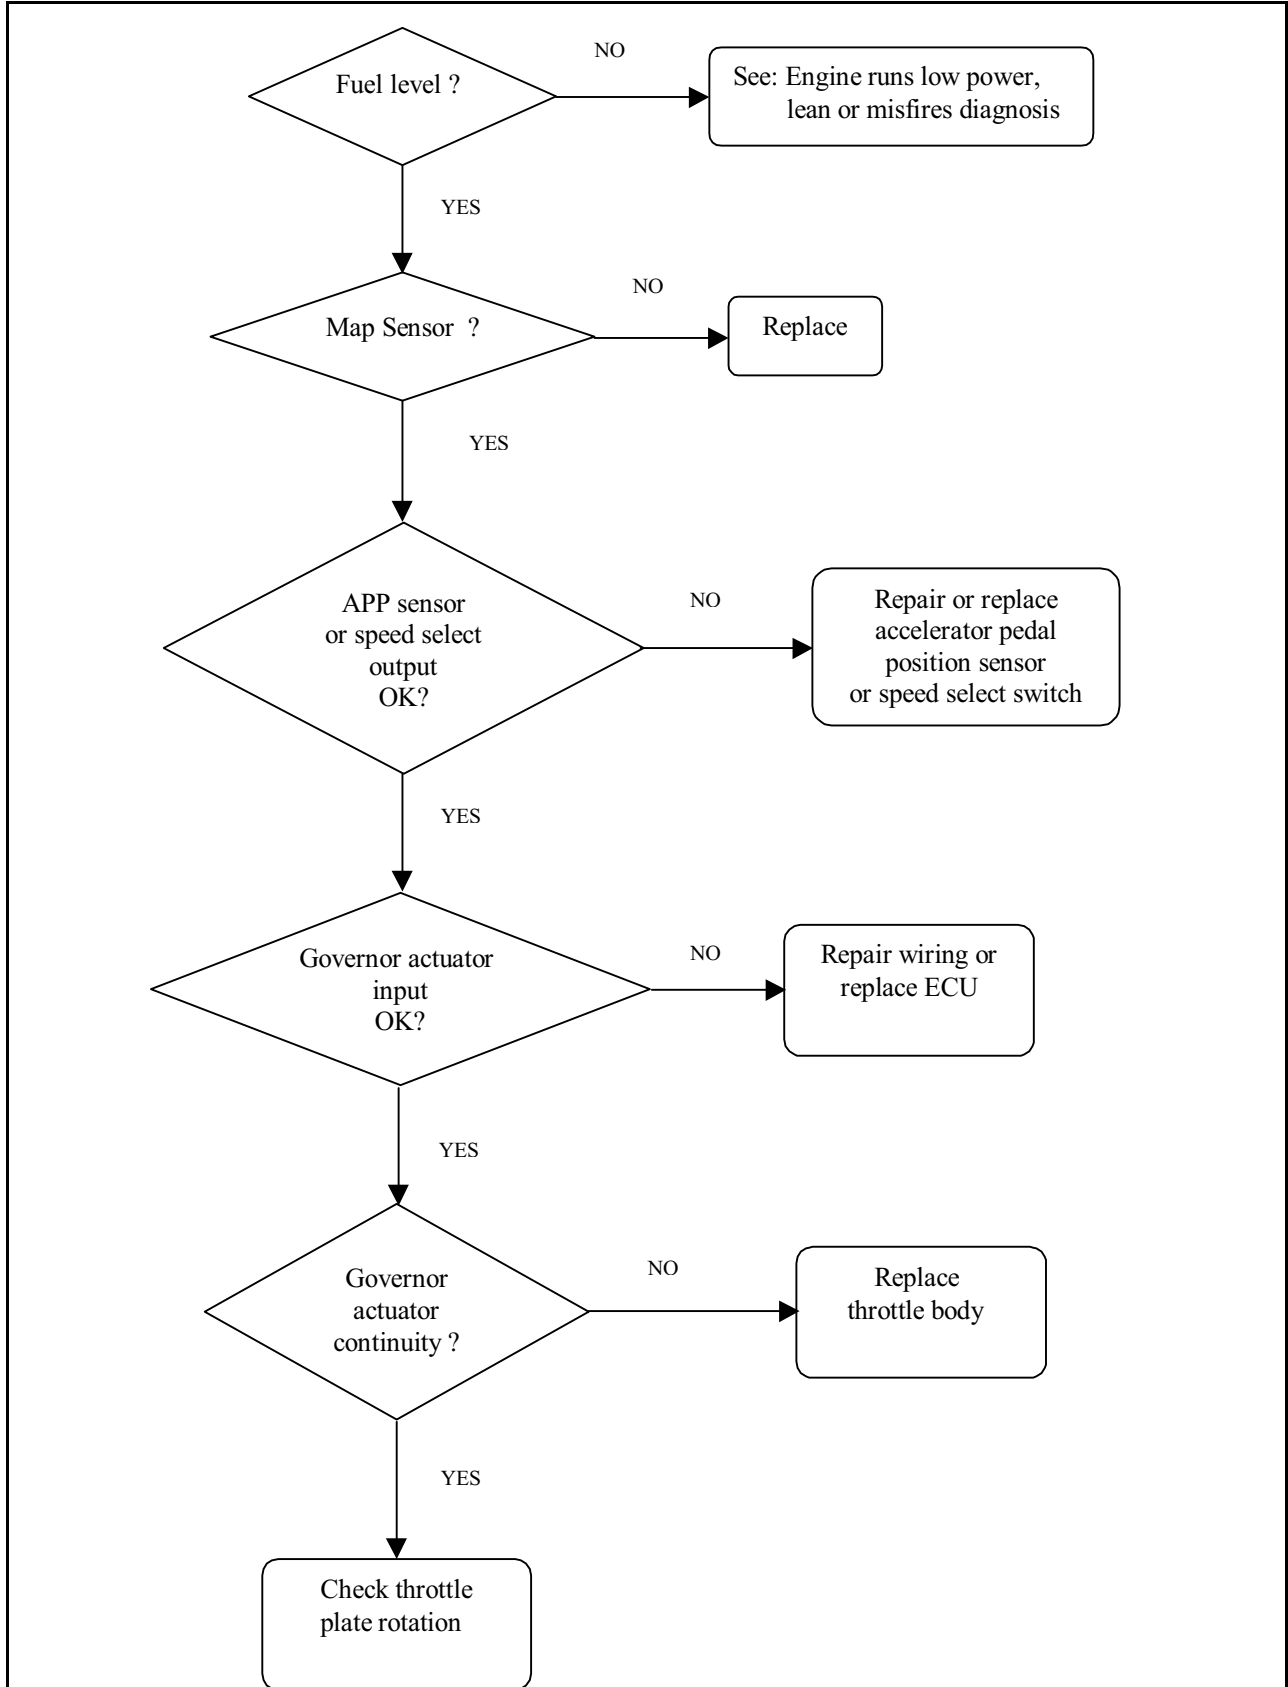 Fuel level ?
NO
See: Engine runs low power,
lean or misfires diagnosis
YES
Map Sensor ?
NO
Replace
YES
APP sensor
or speed select
output
OK?
NO
Repair or replace
accelerator pedal
position sensor
or speed select switch
YES
Governor actuator
input
OK?
NO
Repair wiring or
replace ECU
YES
Governor
actuator
continuity ?
NO
Replace
throttle body
YES
Check throttle
plate rotation